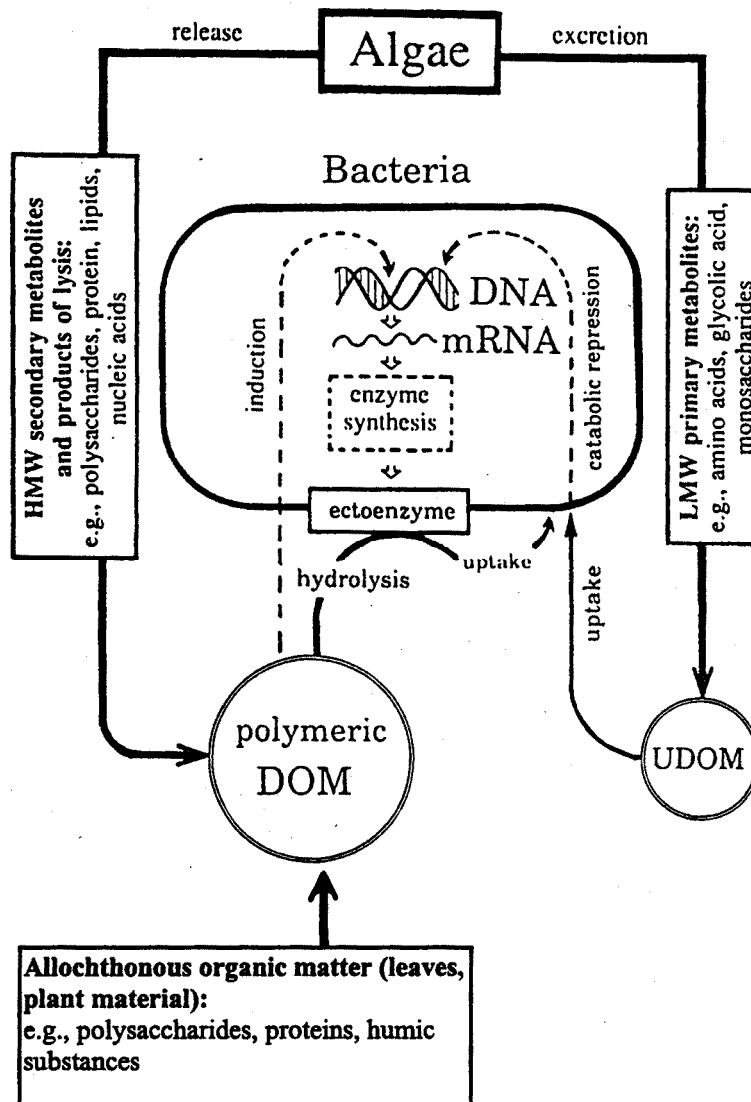 release
Algae
excretion
HMW secondary metabolites
and products of lysis:
e.g., polysaccharides, protein, lipids,
nucleic acids
Bacteria
DNA
mRNA
enzyme
synthesis
ectoenzyme
induction
catabolic repression
LMW primary metabolites:
e.g., amino acids, glycolic acid,
monosaccharides
hydrolysis
uptake
uptake
polymeric
DOM
UDOM
Allochthonous organic matter (leaves,
plant material):
e.g., polysaccharides, proteins, humic
substances